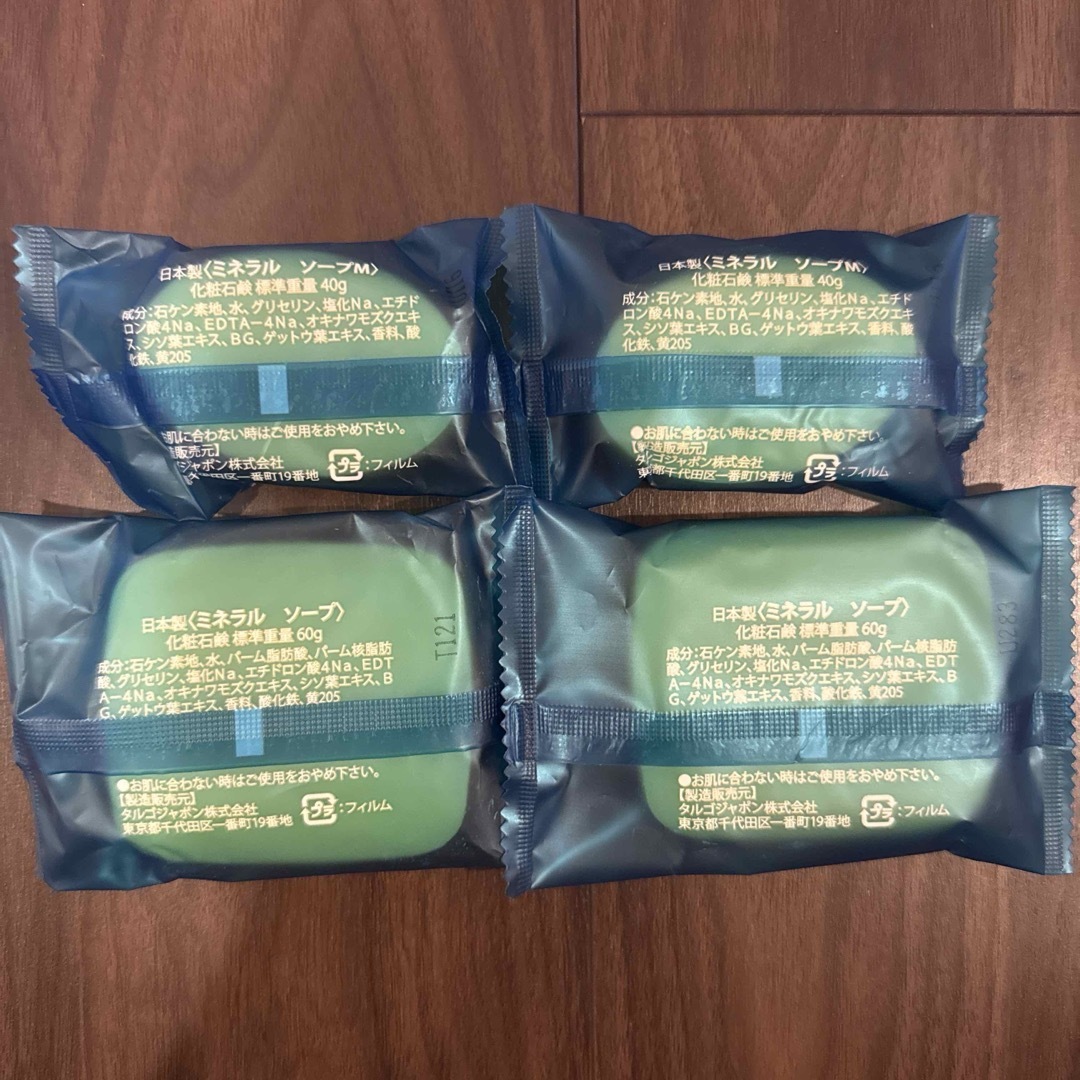 日本製〈ミネラル ソープM〉
化粧石鹸 標準重量 40g
成分:石ケン素地、水、グリセリン、塩化Na、エチド
ロン酸4Na、EDTA-4Na、オキナワモズクエキ
ス、シソ葉エキス、BG、ゲットウ葉エキス、香料、酸
化鉄、黄205
お肌に合わない時はご使用をおやめ下さい。
製造販売元】
ルゴジャポン株式会社
区一番町19番地
プラ:フィルム
日本製〈ミネラル ソープM〉
化粧石鹸 標準重量 40g
成分:石ケン素地、水、グリセリン、塩化Na、エチド
ロン酸4Na、EDTA-4Na、オキナワモズクエキ
ス、シソ葉エキス、BG、ゲットウ葉エキス、香料、酸
化鉄、黄205
●お肌に合わない時はご使用をおやめ下さい。
【製造販売元】
タルゴジャポン株式会社
東京都千代田区一番町19番地
プラ:フィルム
日本製〈ミネラル ソープ〉
化粧石鹸 標準重量 60g
成分:石ケン素地、水、パーム脂肪酸、パーム核脂肪
酸、グリセリン、塩化Na、エチドロン酸4Na、EDT
A-4Na、オキナワモズクエキス、シソ葉エキス、B
G、ゲットウ葉エキス、香料、酸化鉄、黄205
T121
●お肌に合わない時はご使用をおやめ下さい。
【製造販売元】
タルゴジャポン株式会社
東京都千代田区一番町19番地
プラ:フィルム
日本製〈ミネラル ソープ〉
化粧石鹸 標準重量 60g
成分:石ケン素地、水、パーム脂肪酸、パーム核脂肪
酸、グリセリン、塩化Na、エチドロン酸4Na、EDT
A-4Na、オキナワモズクエキス、シソ葉エキス、B
G、ゲットウ葉エキス、香料、酸化鉄、黄205
U283
●お肌に合わない時はご使用をおやめ下さい。
【製造販売元】
タルゴジャポン株式会社
東京都千代田区一番町19番地
プラ:フィルム